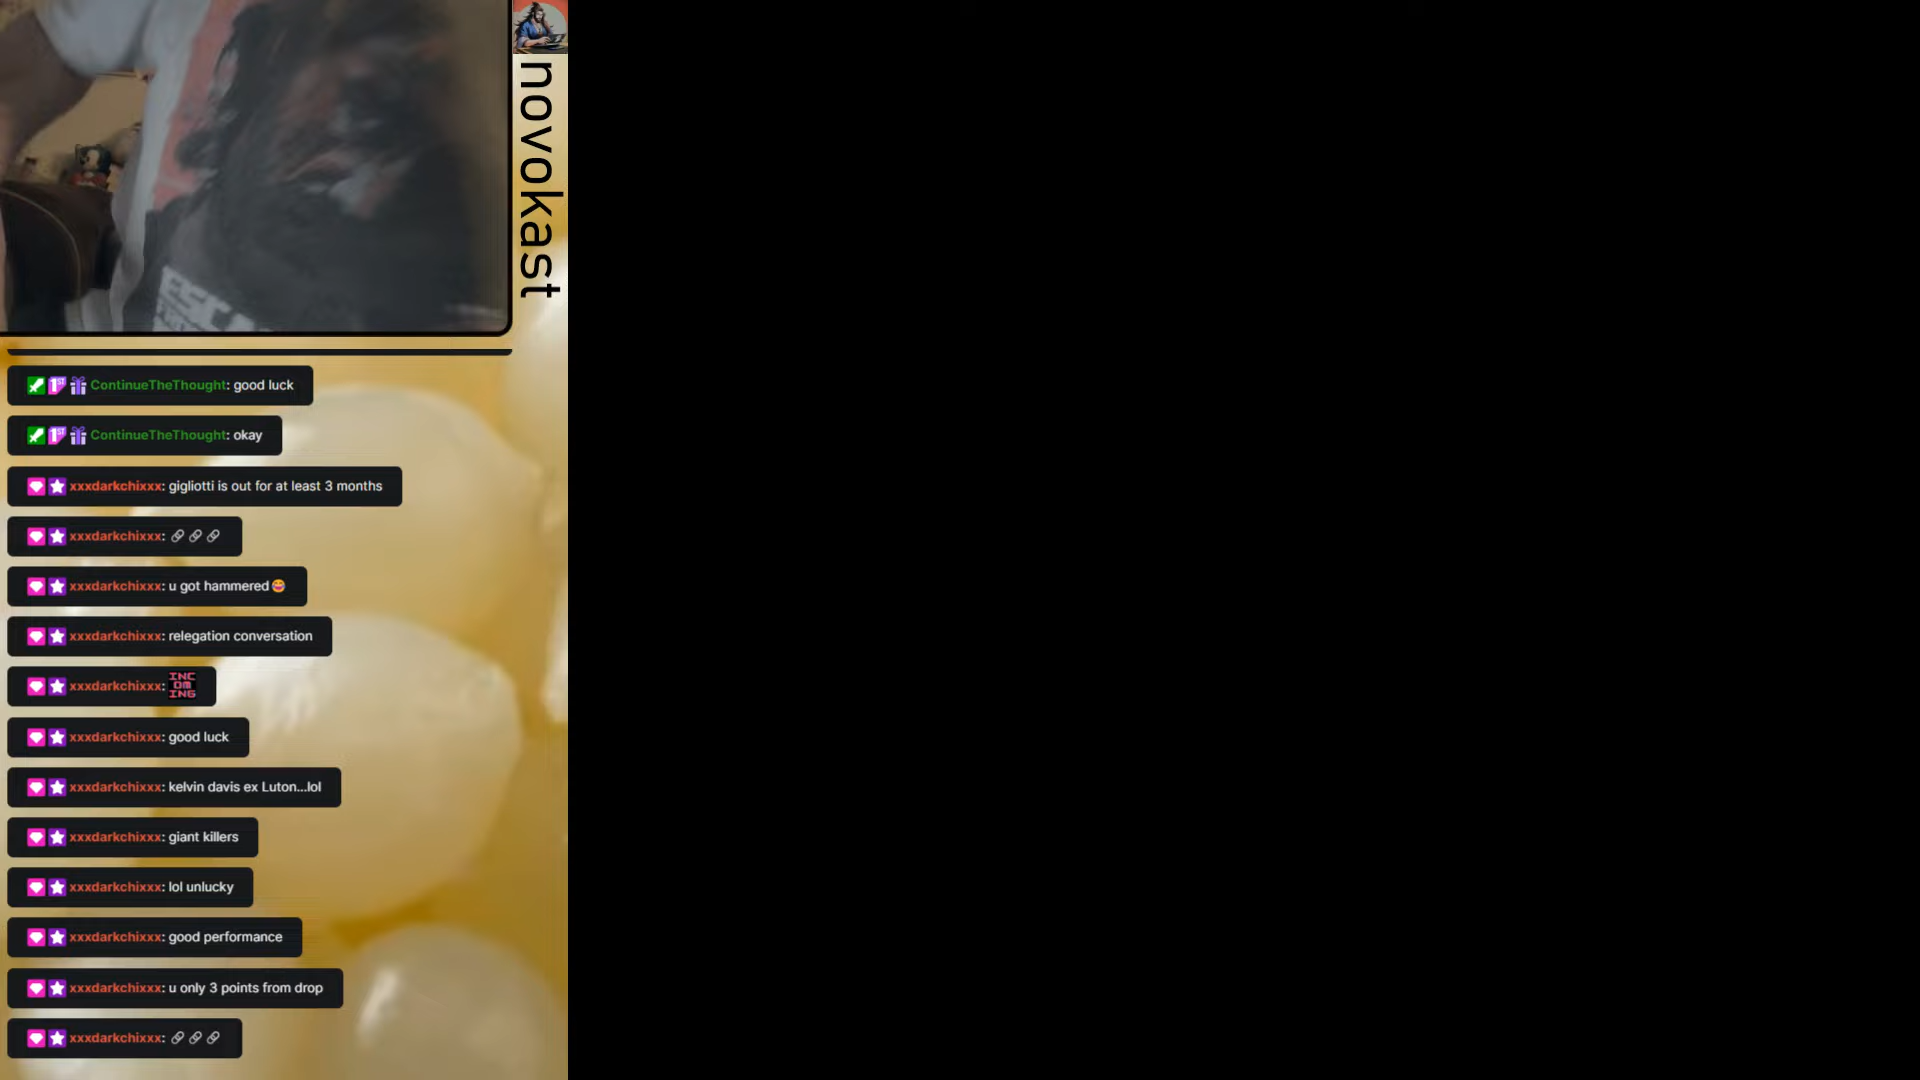 novokast
ContinueTheThought: good luck
ContinueTheThought: okay
xxxdarkchixxx: gigliotti is out for at least 3 months
xxxdarkchixxx: 🔗 🔗 🔗
xxxdarkchixxx: u got hammered😆
xxxdarkchixxx: relegation conversation
xxxdarkchixxx: INC OM ING
xxxdarkchixxx: good luck
xxxdarkchixxx: kelvin davis ex Luton...lol
xxxdarkchixxx: giant killers
xxxdarkchixxx: lol unlucky
xxxdarkchixxx: good performance
xxxdarkchixxx: u only 3 points from drop
xxxdarkchixxx: 🔗 🔗 🔗